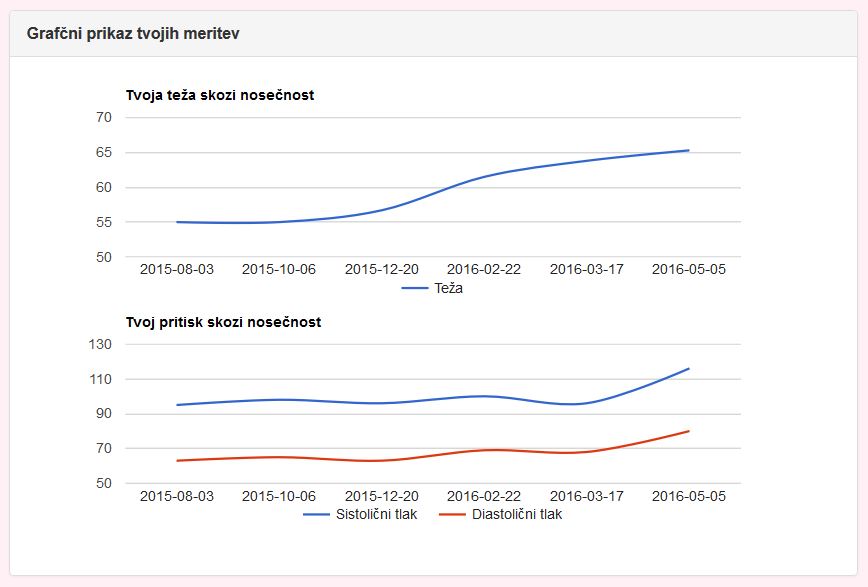 Grafčni prikaz tvojih meritev
Tvoja teža skozi nosečnost
70
65
60
55
50
2015-08-03 2015-10-06 2015-12-20 2016-02-22 2016-03-17 2016-05-05
Teža
Tvoj pritisk skozi nosečnost
130
110
90
70
50
2015-08-03 2015-10-06 2015-12-20 2016-02-22 2016-03-17 2016-05-05
Sistolični tlak Diastolični tlak